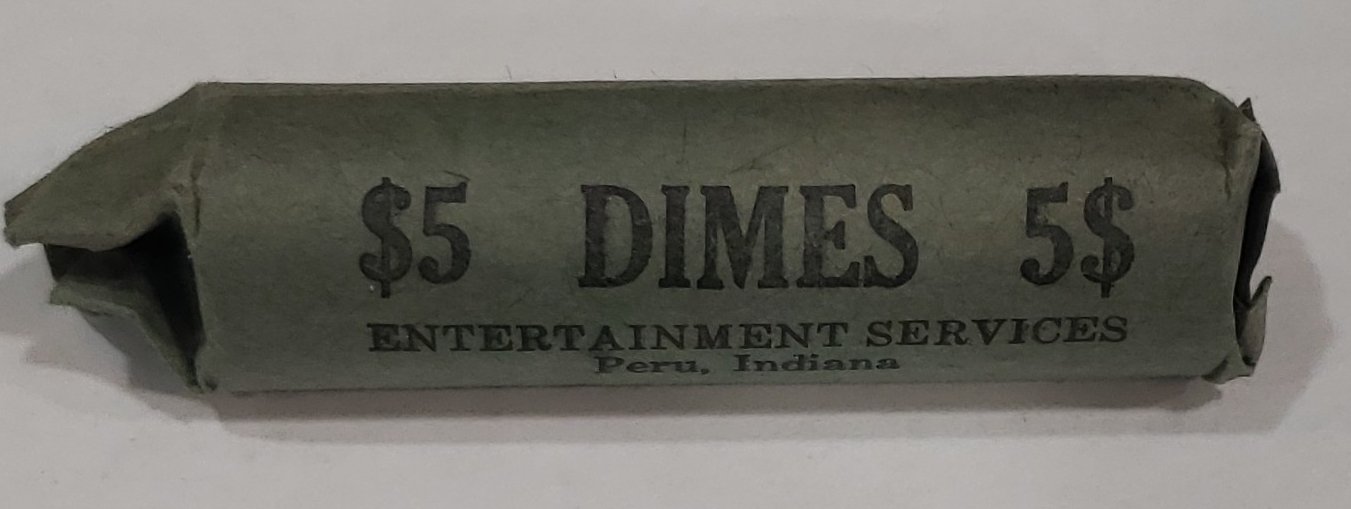 $5 DIMES 5$
ENTERTAINMENT SERVICES
Peru, Indiana